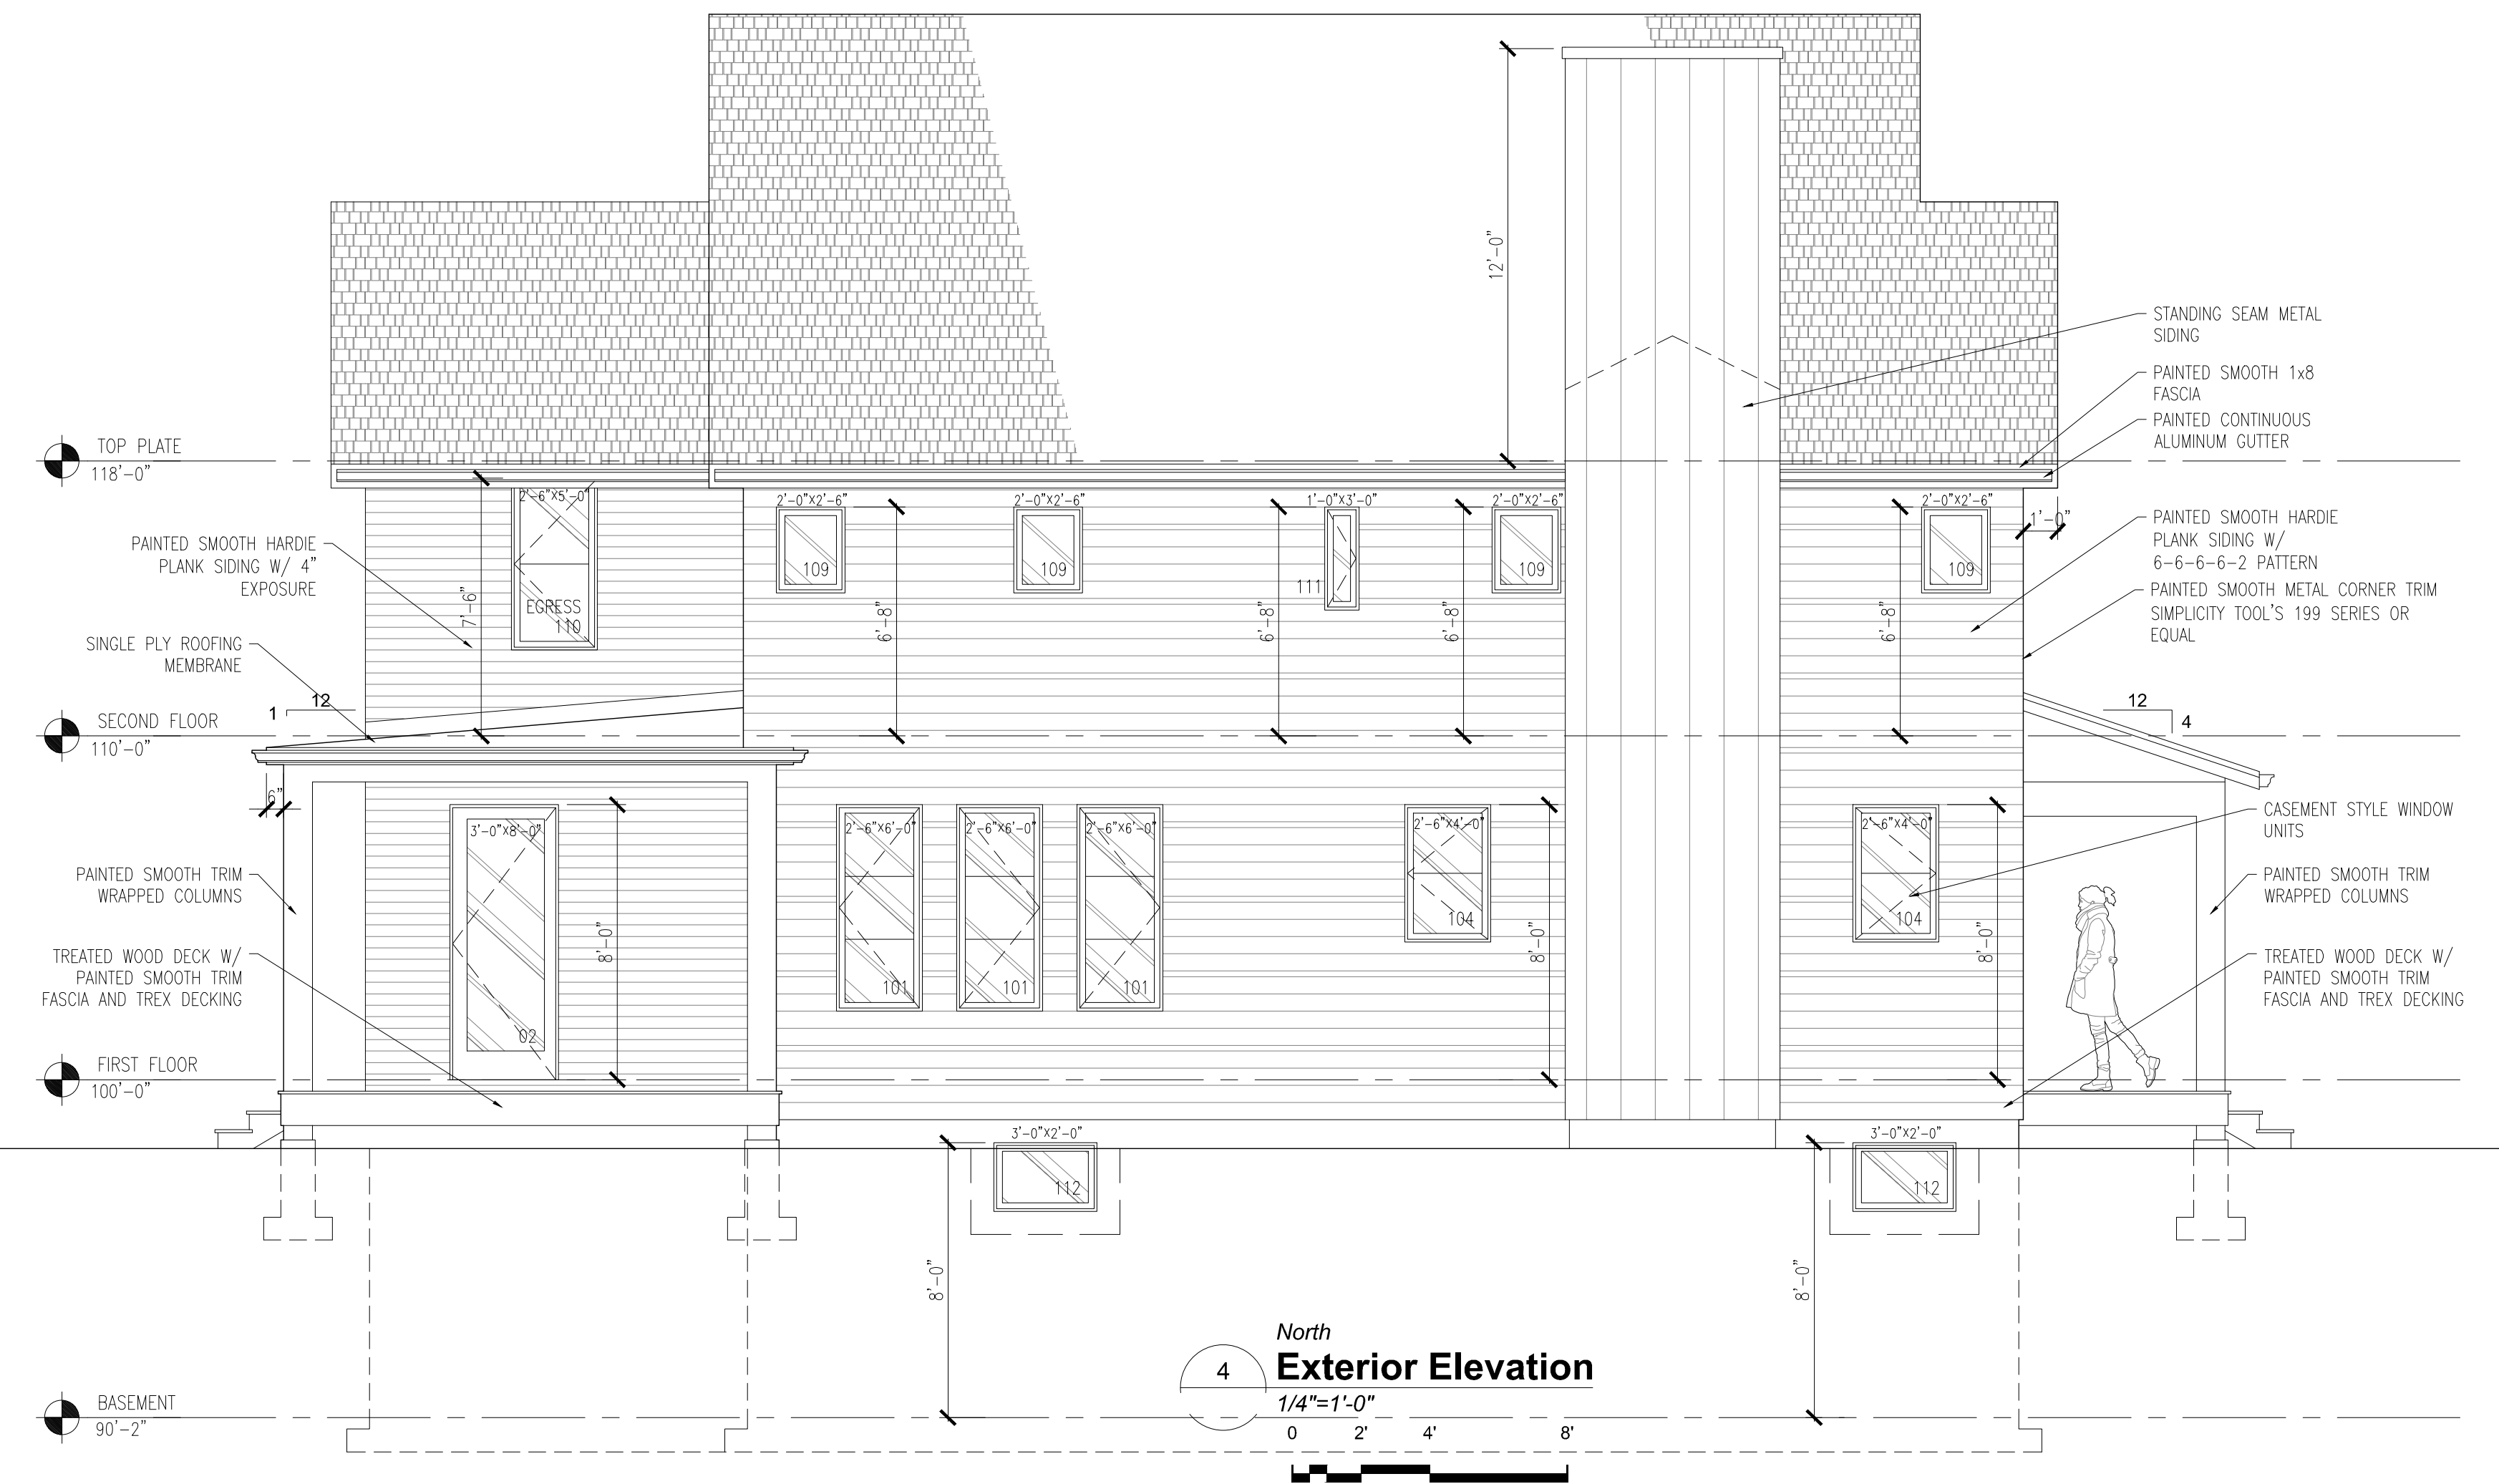 12'-0"
STANDING SEAM METAL
SIDING
PAINTED SMOOTH 1x8
FASCIA
PAINTED CONTINUOUS
ALUMINUM GUTTER
TOP PLATE
118'-0"
2'-6"X5'-0"
2'-0"X2'-6"
2'-0"X2'-6"
1'-0"X3'-0"
2'-0"X2'-6"
2'-0"X2'-6"
1'-0"
PAINTED SMOOTH HARDIE
PLANK SIDING W/ 4"
EXPOSURE
PAINTED SMOOTH HARDIE
PLANK SIDING W/
6-6-6-6-2 PATTERN
109
109
111
109
109
7'-6"
EGRESS
110
6'-8"
6'-8"
6'-8"
6'-8"
PAINTED SMOOTH METAL CORNER TRIM
SIMPLICITY TOOL'S 199 SERIES OR
EQUAL
SINGLE PLY ROOFING
MEMBRANE
12
1
12
4
SECOND FLOOR
110'-0"
6"
3'-0"X8'-0"
2'-6"X6'-0"
2'-6"X6'-0"
2'-6"X6'-0"
2'-6"X4'-0"
2'-6"X4'-0"
CASEMENT STYLE WINDOW
UNITS
PAINTED SMOOTH TRIM
WRAPPED COLUMNS
PAINTED SMOOTH TRIM
WRAPPED COLUMNS
8'-0"
104
8'-0"
104
8'-0"
TREATED WOOD DECK W/
PAINTED SMOOTH TRIM
FASCIA AND TREX DECKING
TREATED WOOD DECK W/
PAINTED SMOOTH TRIM
FASCIA AND TREX DECKING
02
101
101
101
FIRST FLOOR
100'-0"
3'-0"X2'-0"
3'-0"X2'-0"
112
112
8'-0"
8'-0"
North
4
Exterior Elevation
1/4"=1'-0"
BASEMENT
90'-2"
0
2'
4'
8'